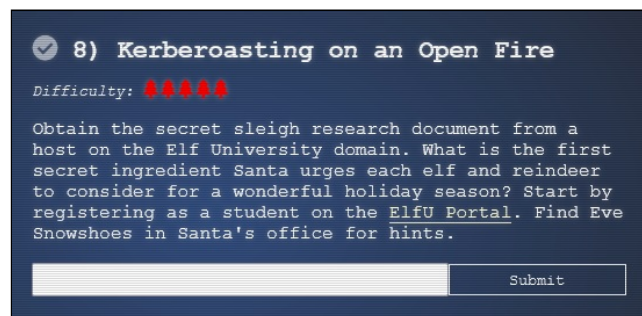 8) Kerberoasting on an Open Fire
Difficulty:
Obtain the secret sleigh research document from a
host on the Elf University domain. What is the first
secret ingredient Santa urges each elf and reindeer
to consider for a wonderful holiday season? Start by
registering as a student on the ElfU Portal. Find Eve
Snowshoes in Santa's office for hints.
Submit